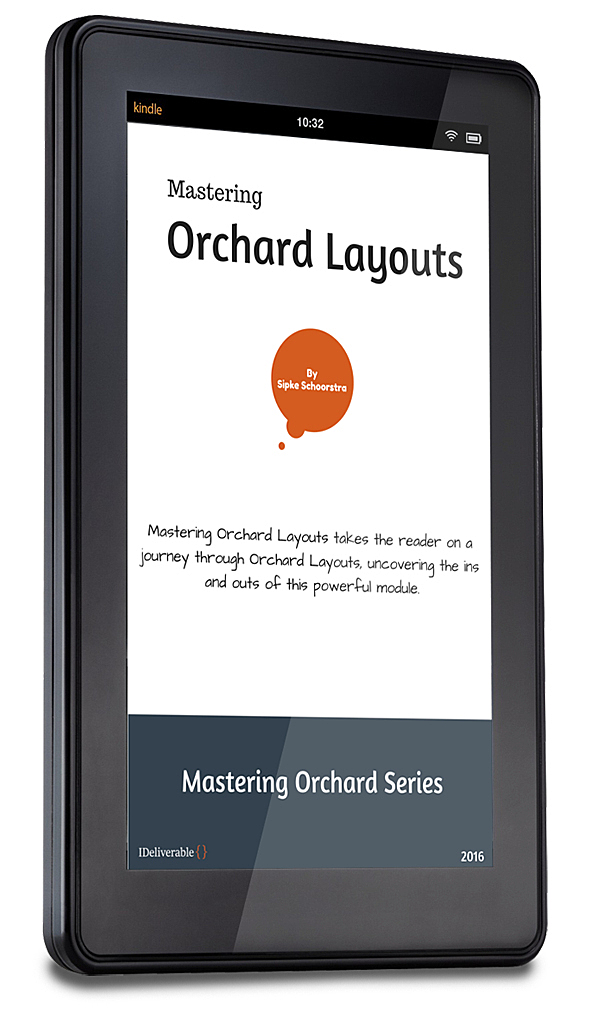 kindle
10:32
Mastering
Orchard Layouts
By
Sipke Schoorstra
Mastering Orchard Layouts takes the reader on a
journey through Orchard Layouts, uncovering the ins
and outs of this powerful module.
Mastering Orchard Series
IDeliverable {}
2016